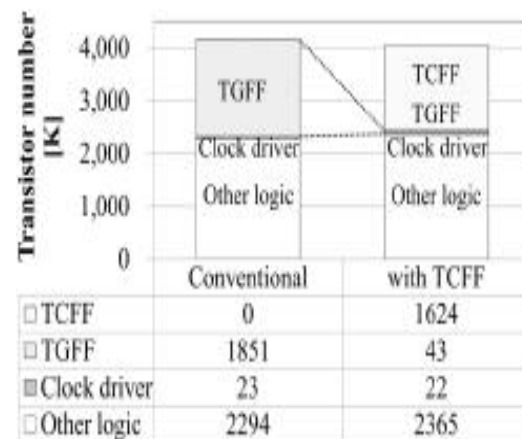 Transistor number
[K]
4,000
3,000
2,000
1,000
0
TGFF
Clock driver
Other logic
TCFF
TGFF
Clock driver
Other logic
Conventional with TCFF
TCFF 0 1624
TGFF 1851 43
Clock driver 23 22
Other logic 2294 2365